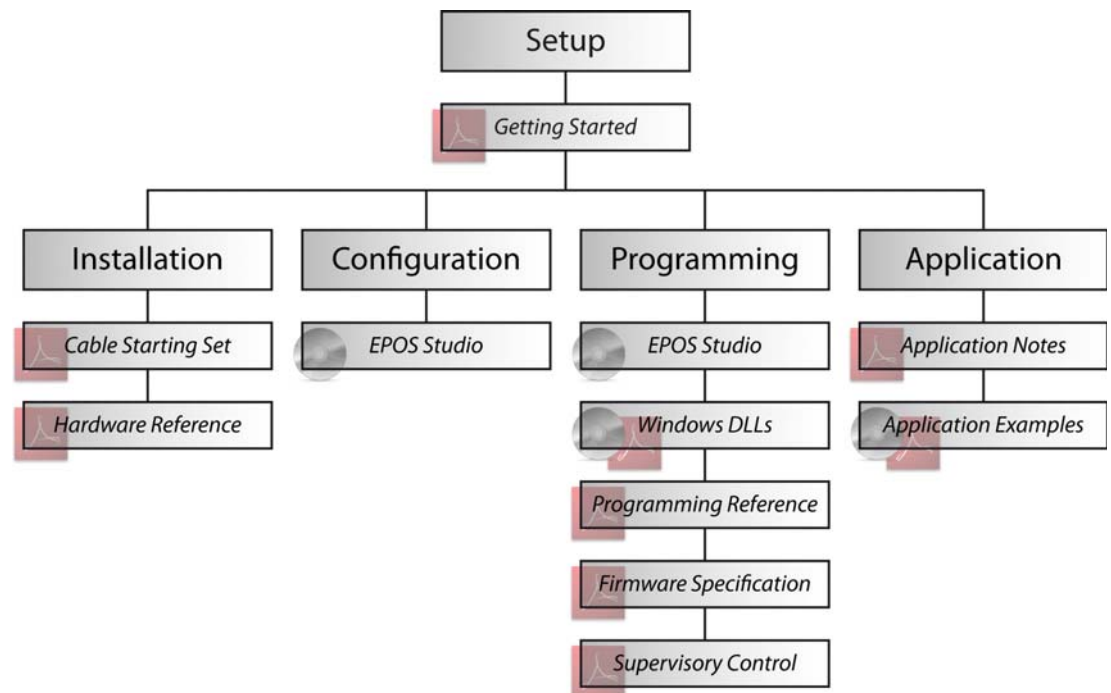 Setup
Getting Started
Installation
Configuration
Programming
Application
Cable Starting Set
EPOS Studio
EPOS Studio
Application Notes
Hardware Reference
Windows DLLs
Application Examples
Programming Reference
Firmware Specification
Supervisory Control